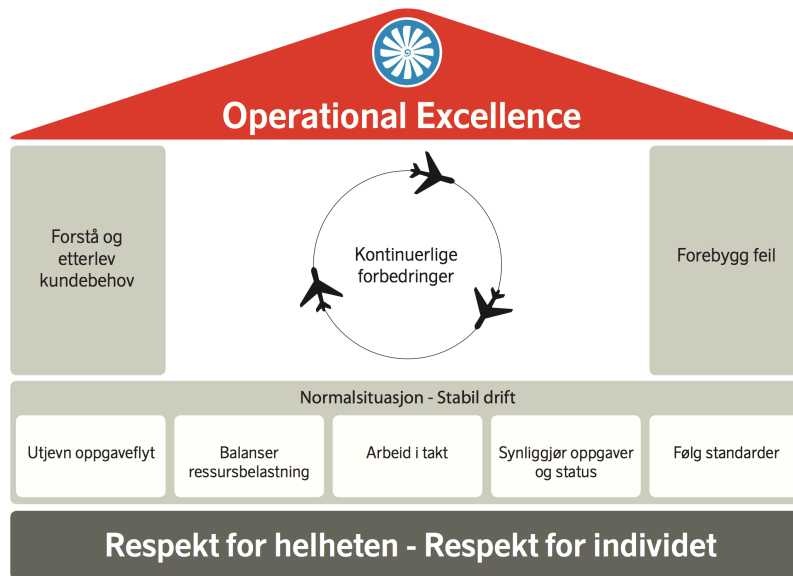 Operational Excellence
Forstå og
etterlev
kundebehov
Kontinuerlige
forbedringer
Forebygg feil
Normalsituasjon - Stabil drift
Utjevn oppgaveflyt
Balanser
ressursbelastning
Arbeid i takt
Synliggjør oppgaver
og status
Følg standarder
Respekt for helheten - Respekt for individet